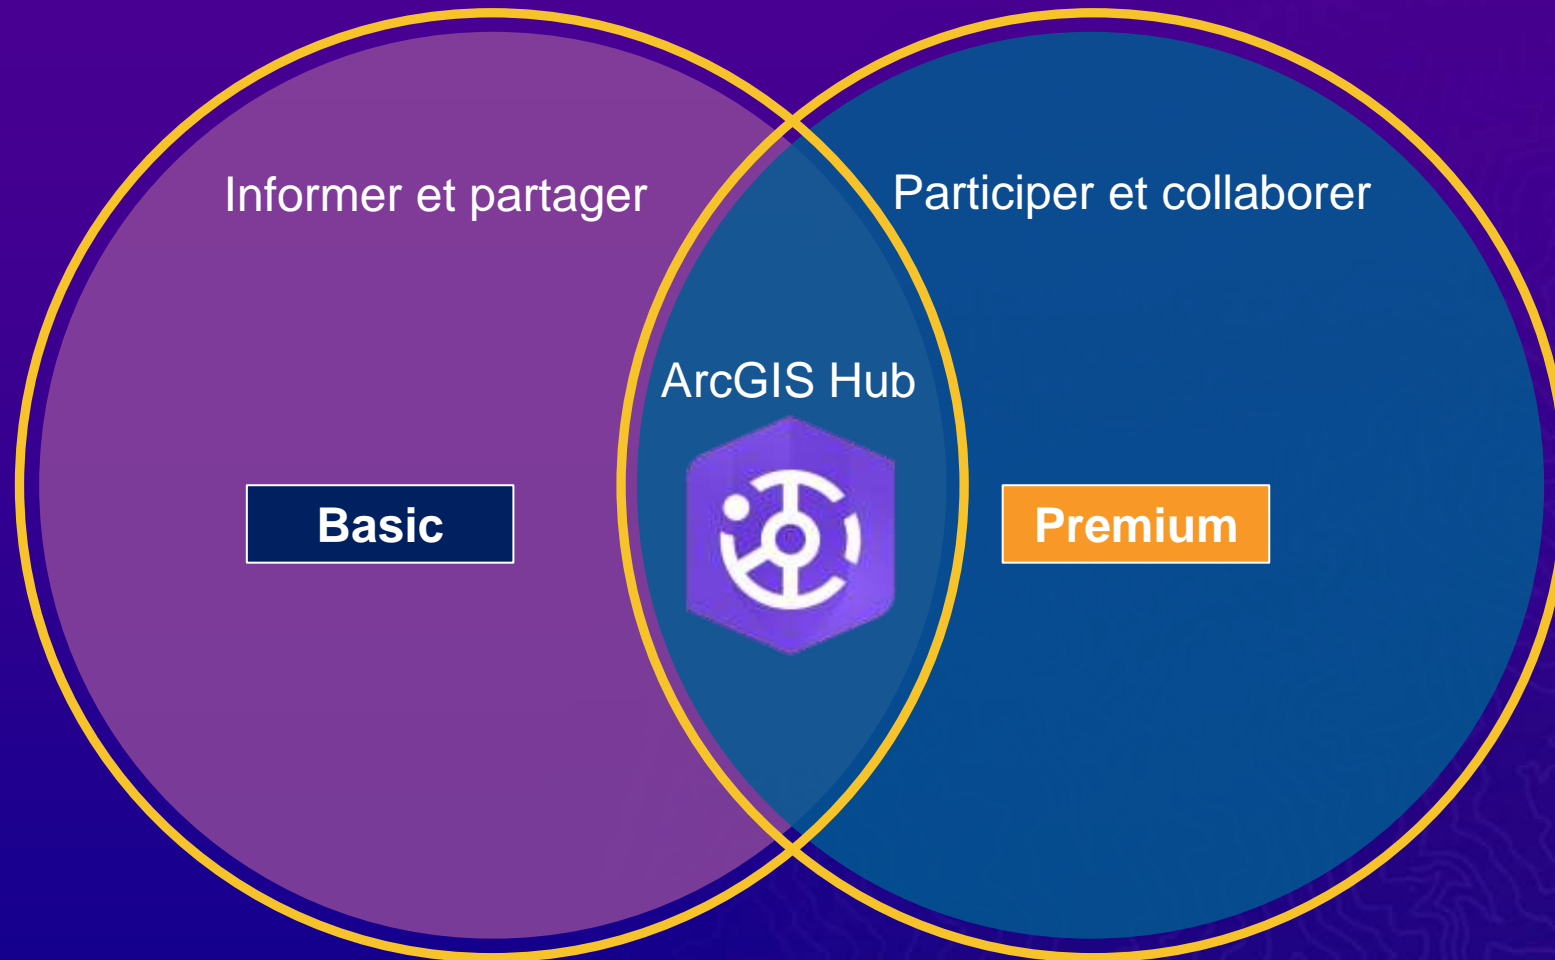 Informer et partager
Participer et collaborer
ArcGIS Hub
Basic
Premium